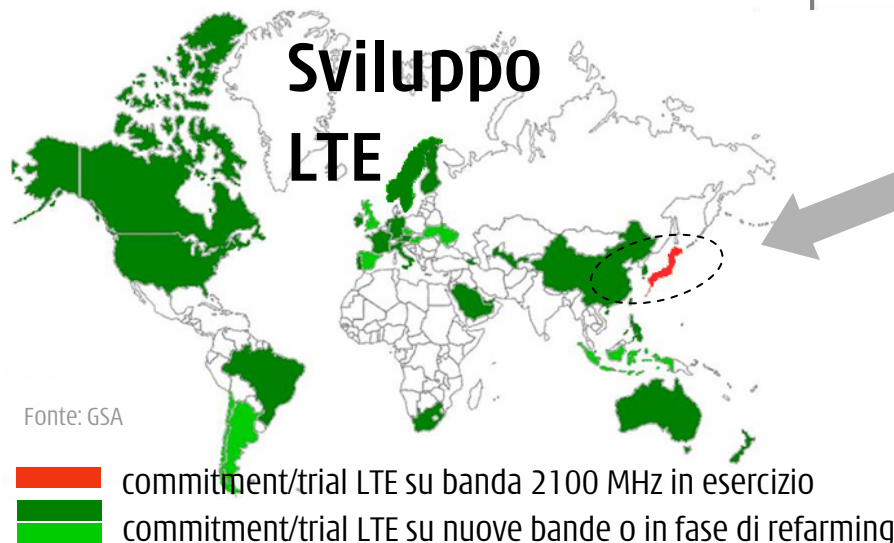 Sviluppo
LTE
Fonte: GSA
commitment/trial LTE su banda 2100 MHz in esercizio
commitment/trial LTE su nuove bande o in fase di refarming